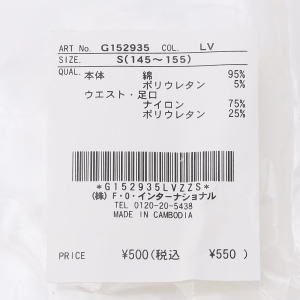 ART No. G152935 COL. LV
SIZE. S(145～155)
QUAL. 本体 綿 95%
ポリウレタン 5%
ウエスト・足口
ナイロン 75%
ポリウレタン 25%
*G152935LVZZS*
(株)F・O・インターナショナル
TEL 0120-20-5438
MADE IN CAMBODIA
PRICE ¥500(税込 ¥550 )